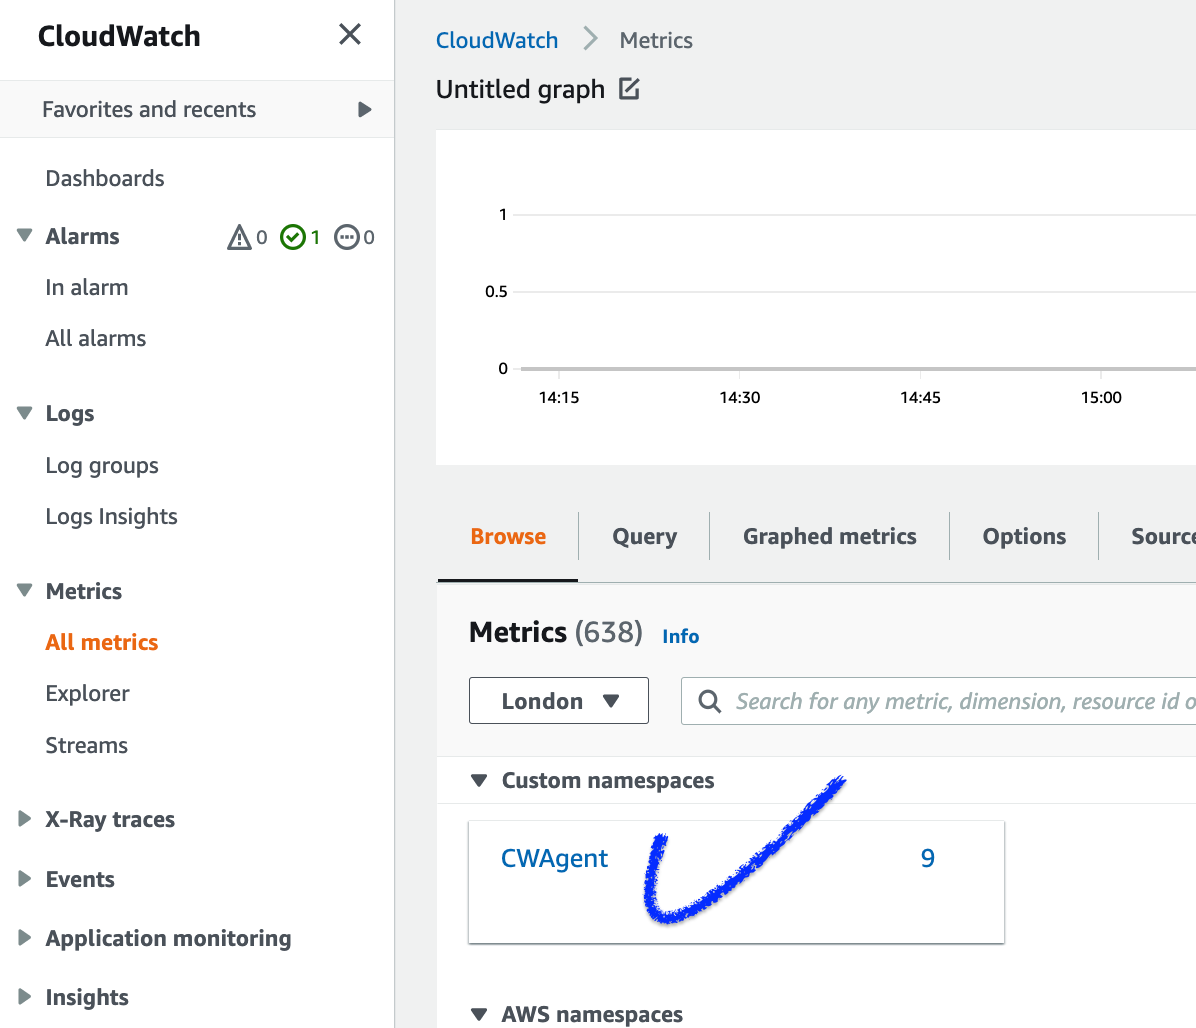 CloudWatch
Favorites and recents
Dashboards
Alarms 0 1 0
In alarm
All alarms
Logs
Log groups
Logs Insights
Metrics
All metrics
Explorer
Streams
X-Ray traces
Events
Application monitoring
Insights
CloudWatch Metrics
Untitled graph
1
0.5
0
14:15 14:30 14:45 15:00
Browse Query Graphed metrics Options Source
Metrics (638) Info
London Search for any metric, dimension, resource id o
Custom namespaces
CWAgent 9
AWS namespaces